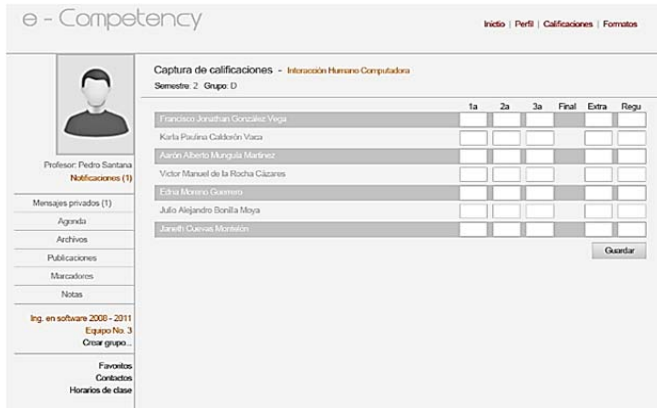 e - Competency
Inicio | Perfil | Calificaciones | Formatos
Captura de calificaciones - Interacción Humano Computadora
Semestre: 2 Grupo: D
1a 2a 3a Final Extra Regu
Francisco Jonathan González Vega
Karla Paulina Calderón Vaca
Aarón Alberto Munguía Martínez
Victor Manuel de la Rocha Cázares
Edna Moreno Guerrero
Julio Alejandro Bonilla Moya
Janeth Cuevas
Guardar
Profesor: Pedro Santana
Notificaciones (1)
Mensajes privados (1)
Agenda
Archivos
Publicaciones
Marcadores
Notas
Ing. en software 2008 - 2011
Equipo No. 3
Crear grupo...
Favoritos
Contactos
Horarios de clase